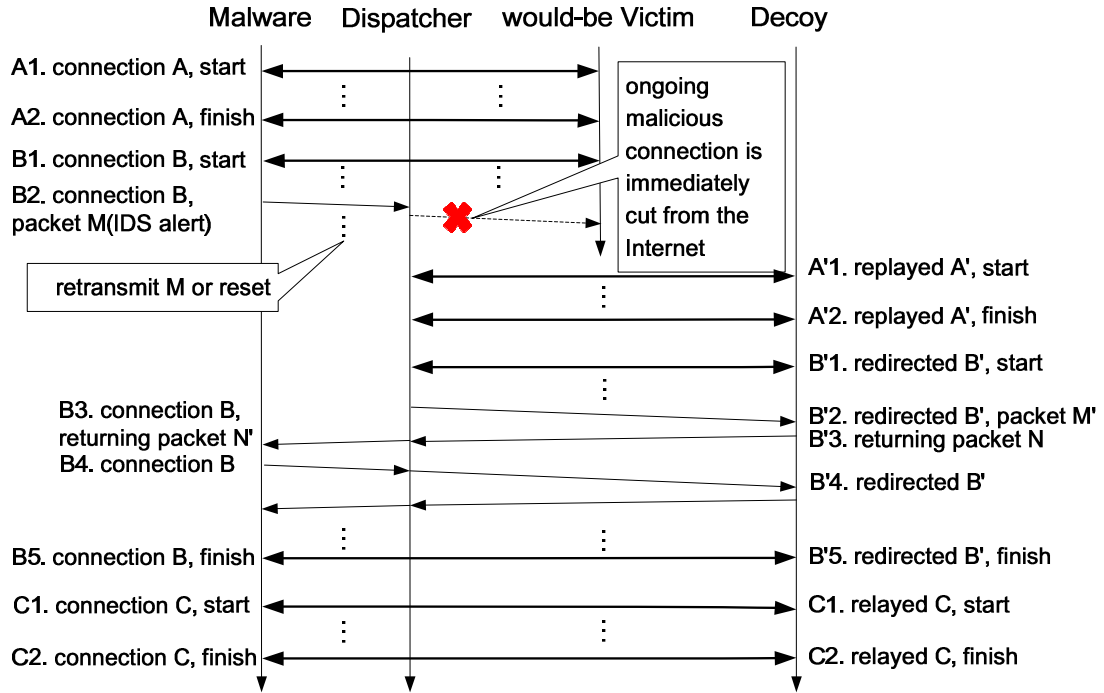 Malware Dispatcher would-be Victim Decoy
A1. connection A, start
A2. connection A, finish
B1. connection B, start
B2. connection B,
packet M(IDS alert)
ongoing
malicious
connection is
immediately
cut from the
Internet
retransmit M or reset
A'1. replayed A', start
A'2. replayed A', finish
B'1. redirected B', start
B3. connection B,
returning packet N'
B'2. redirected B', packet M'
B'3. returning packet N
B4. connection B
B'4. redirected B'
B5. connection B, finish
B'5. redirected B', finish
C1. connection C, start
C1. relayed C, start
C2. connection C, finish
C2. relayed C, finish